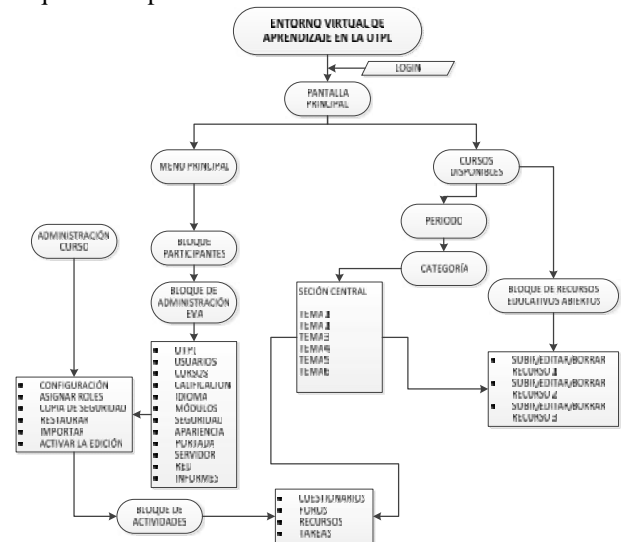 ENTORNO VIRTUAL DE
APRENDIZAJE EN LA UTPL
LOGIN
PANTALLA
PRINCIPAL
MENÚ PRINCIPAL
CURSOS
DISPONIBLES
PERIODO
ADMINISTRACIÓN
CURSO
BLOQUE
PARTICIPANTES
CATEGORÍA
BLOQUE DE
ADMINISTRACIÓN
EVA
SECIÓN CENTRAL
TEMA 1
TEMA 2
TEMA 3
TEMA 4
TEMA 5
TEMA 6
BLOQUE DE RECURSOS
EDUCATIVOS ABIERTOS
SUBIR/EDITAR/BORRAR
RECURSO 1
SUBIR/EDITAR/BORRAR
RECURSO 2
SUBIR/EDITAR/BORRAR
RECURSO 3
UTPL
USUARIOS
CURSOS
CALIFICACIÓN
IDIOMA
MÓDULOS
SEGURIDAD
APARIENCIA
PORTADA
SERVIDOR
RED
INFORMES
CONFIGURACIÓN
ASIGNAR ROLES
COPIA DE SEGURIDAD
RESTAURAR
IMPORTAR
ACTIVAR LA EDICIÓN
BLOQUE DE
ACTIVIDADES
CUESTIONARIOS
FOROS
RECURSOS
TAREAS